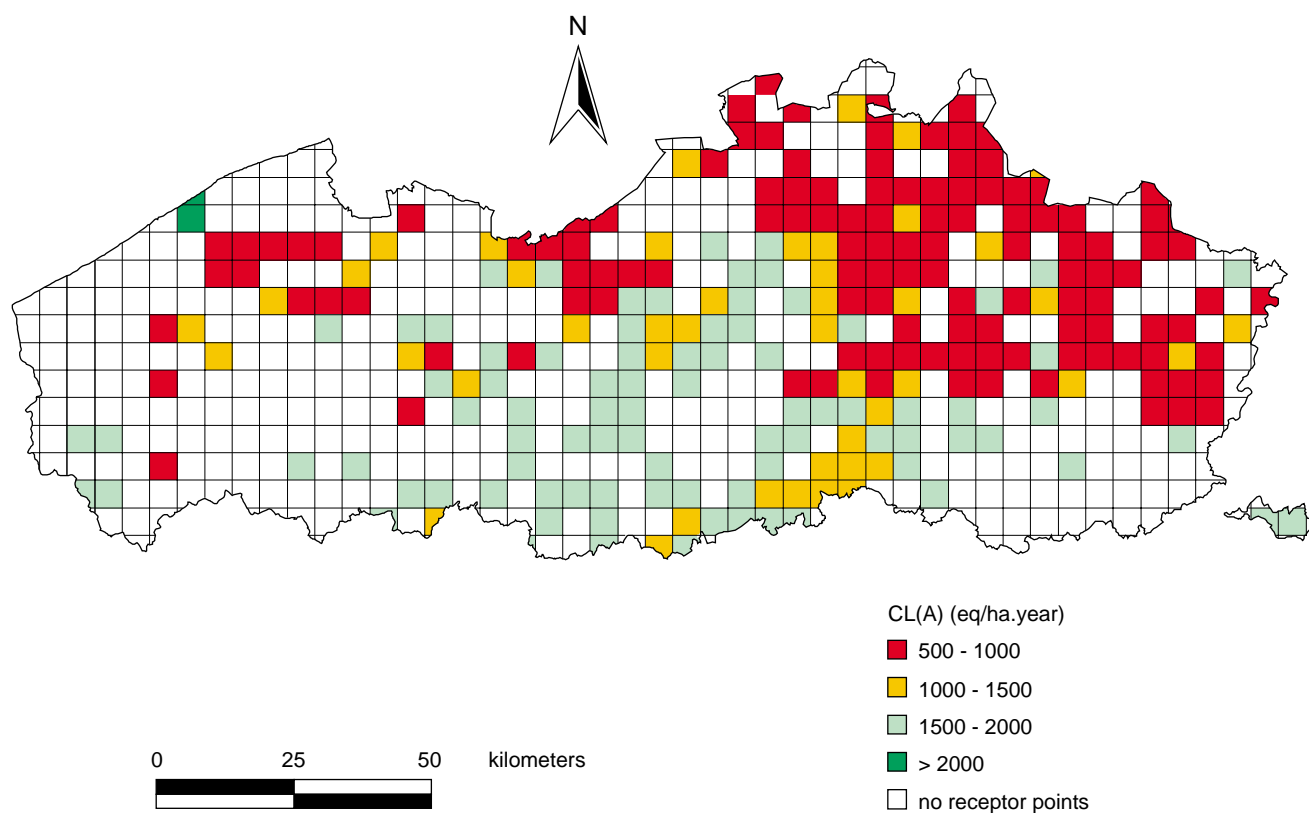 N
CL(A) (eq/ha.year)
500 - 1000
1000 - 1500
1500 - 2000
> 2000
no receptor points
0 25 50 kilometers